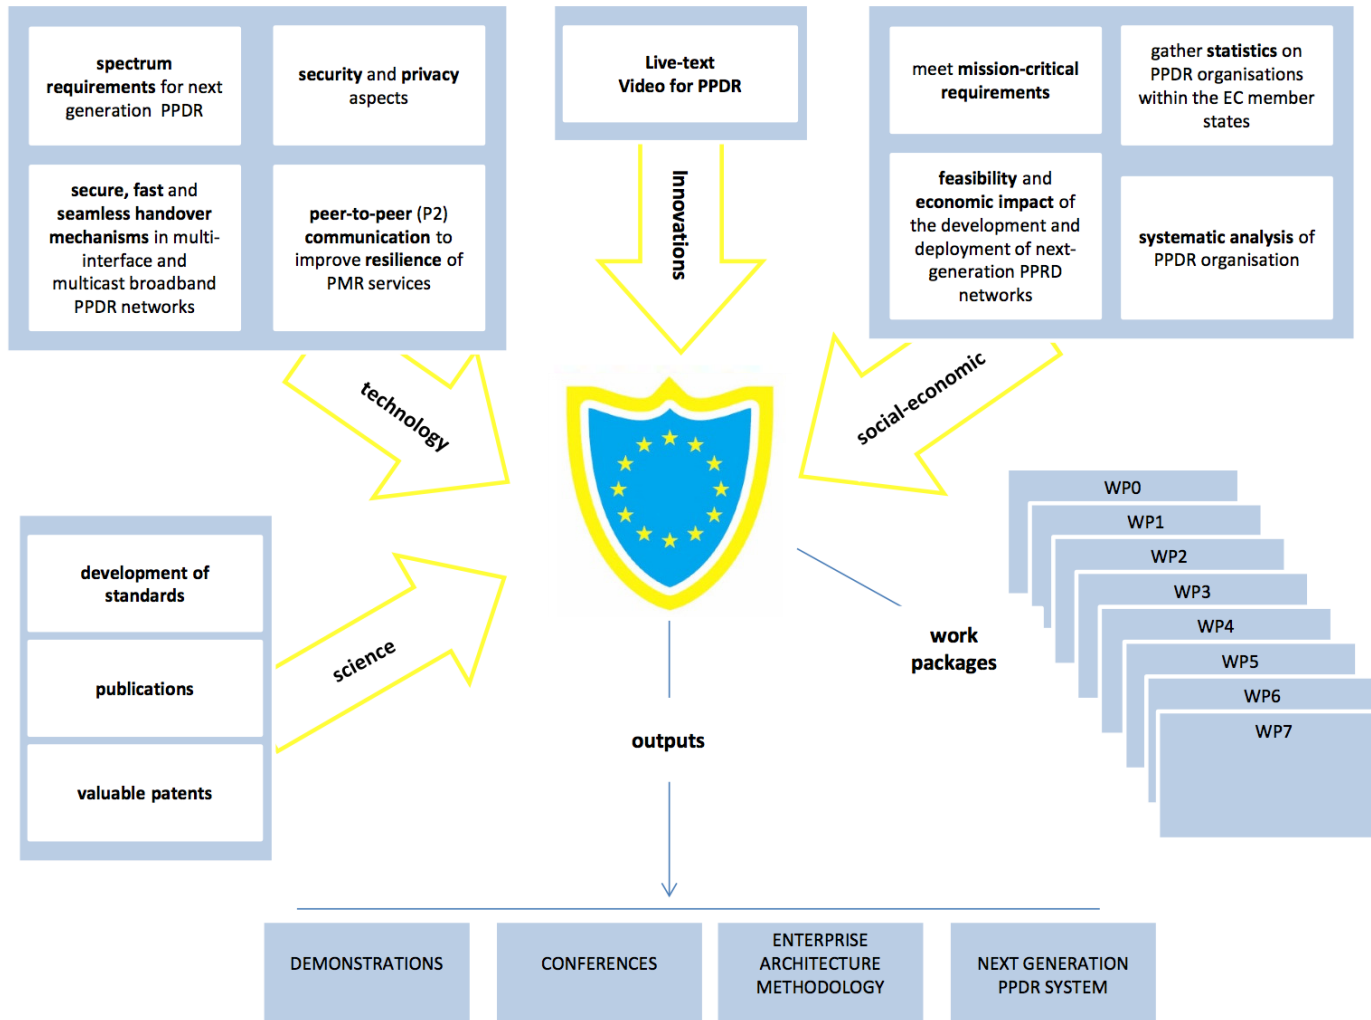 spectrum
requirements for next
generation PPDR
security and privacy
aspects
secure, fast and
seamless handover
mechanisms in multi-
interface and
multicast broadband
PPDR networks
peer-to-peer (P2)
communication to
improve resilience of
PMR services
Live-text
Video for PPDR
meet mission-critical
requirements
gather statistics on
PPDR organisations
within the EC member
states
feasibility and
economic impact of
the development and
deployment of next-
generation PPRD
networks
systematic analysis of
PPDR organisation
technology
Innovations
social-economic
development of
standards
publications
valuable patents
science
work
packages
WP0
WP1
WP2
WP3
WP4
WP5
WP6
WP7
outputs
DEMONSTRATIONS
CONFERENCES
ENTERPRISE
ARCHITECTURE
METHODOLOGY
NEXT GENERATION
PPDR SYSTEM